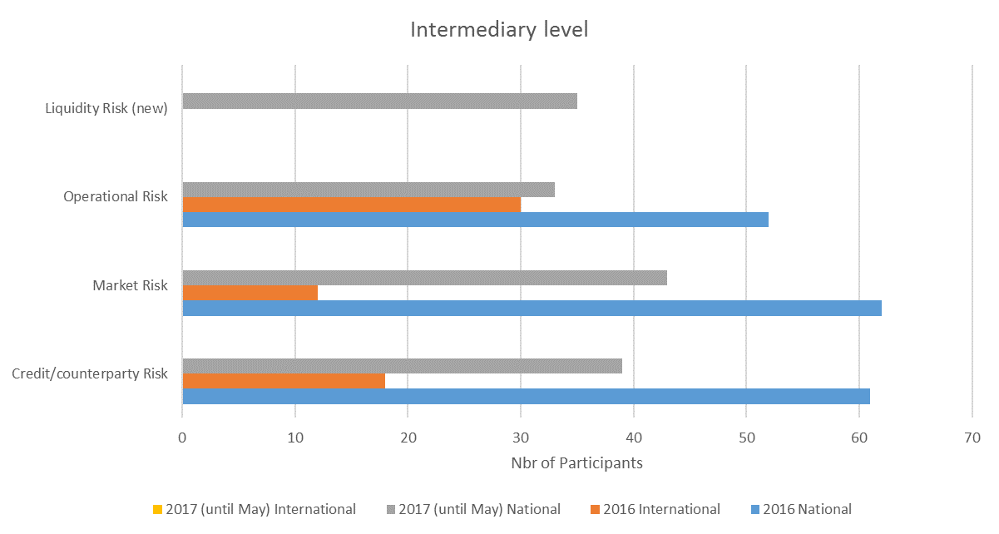 Intermediary level
Liquidity Risk (new)
Operational Risk
Market Risk
Credit/counterparty Risk
0 10 20 30 40 50 60 70
Nbr of Participants
2017 (until May) International 2017 (until May) National 2016 International 2016 National